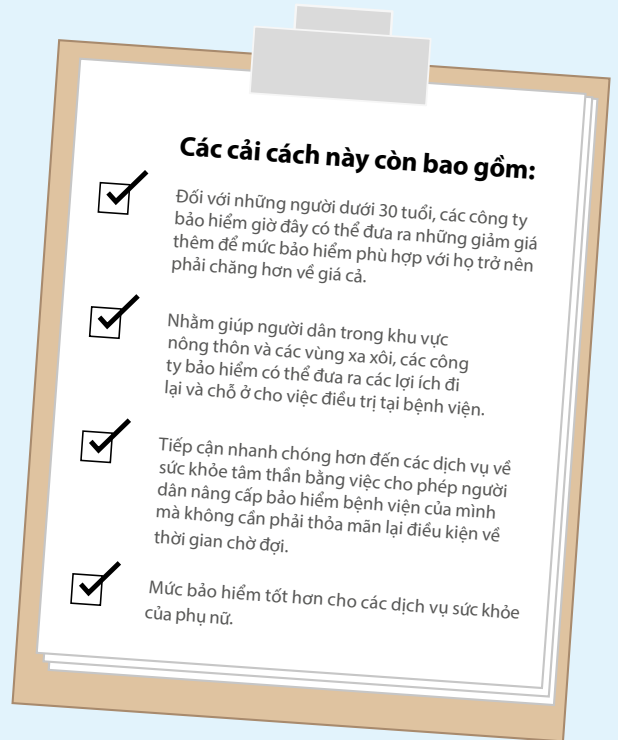 Các cải cách này còn bao gồm:
Đối với những người dưới 30 tuổi, các công ty
bảo hiểm giờ đây có thể đưa ra những giảm giá
thêm để mức bảo hiểm phù hợp với họ trở nên
phải chăng hơn về giá cả.
Nhằm giúp người dân trong khu vực
nông thôn và các vùng xa xôi, các công
ty bảo hiểm có thể đưa ra các lợi ích đi
lại và chỗ ở cho việc điều trị tại bệnh viện.
Tiếp cận nhanh chóng hơn đến các dịch vụ về
sức khỏe tâm thần bằng việc cho phép người
dân nâng cấp bảo hiểm bệnh viện của mình
mà không cần phải thỏa mãn lại điều kiện về
thời gian chờ đợi.
Mức bảo hiểm tốt hơn cho các dịch vụ sức khỏe
của phụ nữ.